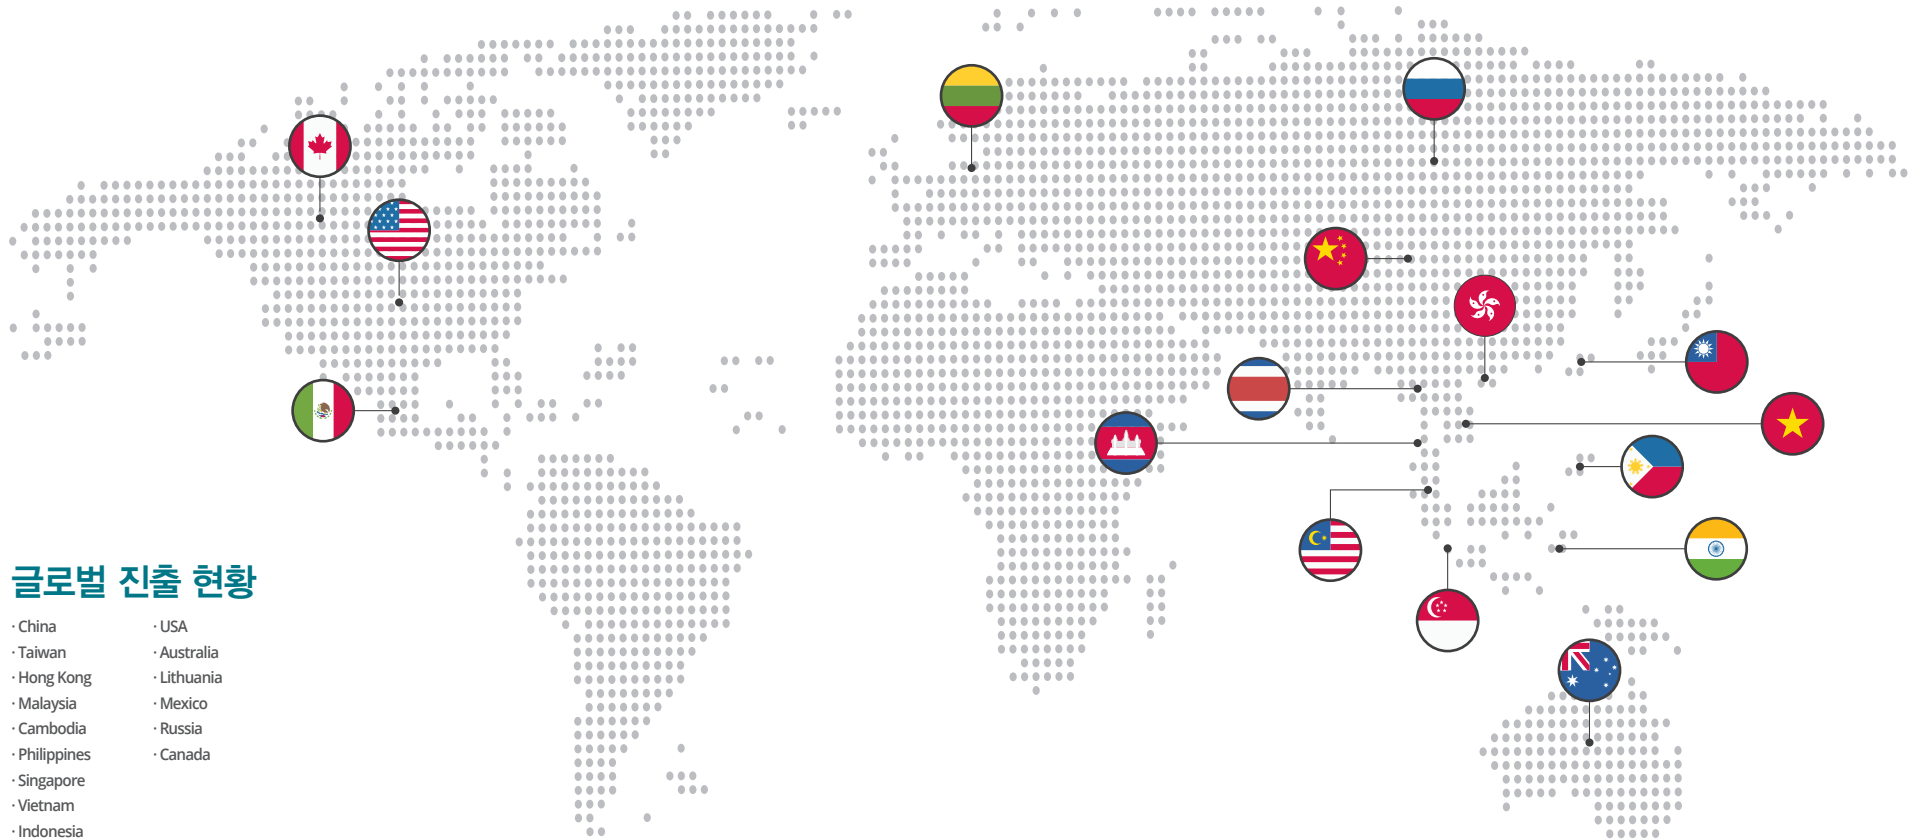 글로벌 진출 현황
· China
· Taiwan
· Hong Kong
· Malaysia
· Cambodia
· Philippines
· Singapore
· Vietnam
· Indonesia
· USA
· Australia
· Lithuania
· Mexico
· Russia
· Canada